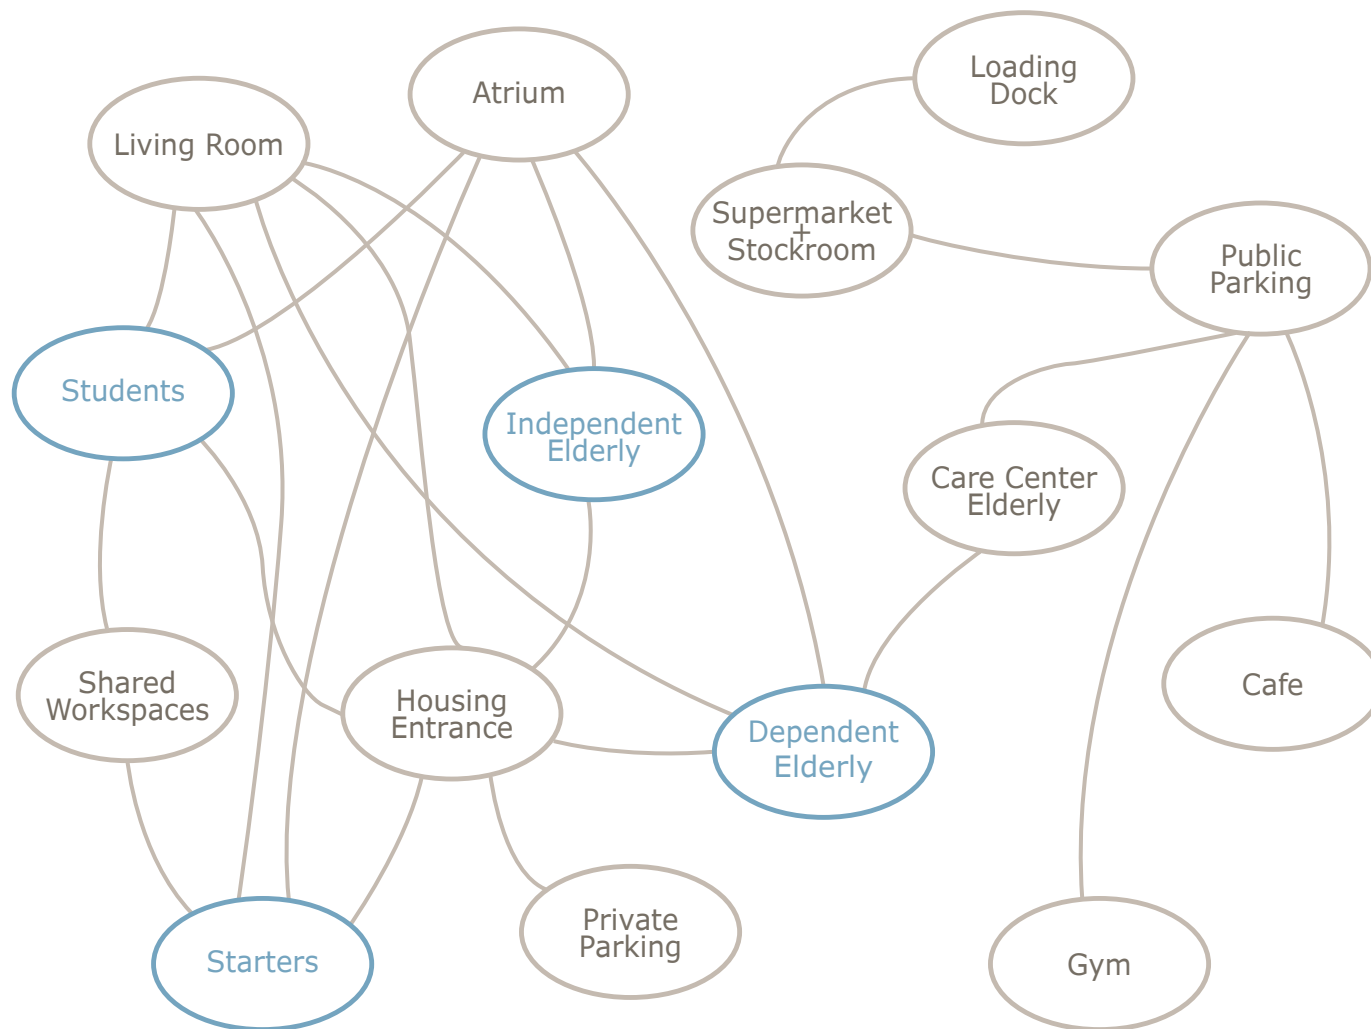 Loading
Dock
Atrium
Living Room
Supermarket
+
Stockroom
Public
Parking
Students
Independent
Elderly
Care Center
Elderly
Shared
Workspaces
Housing
Entrance
Cafe
Dependent
Elderly
Private
Parking
Starters
Gym